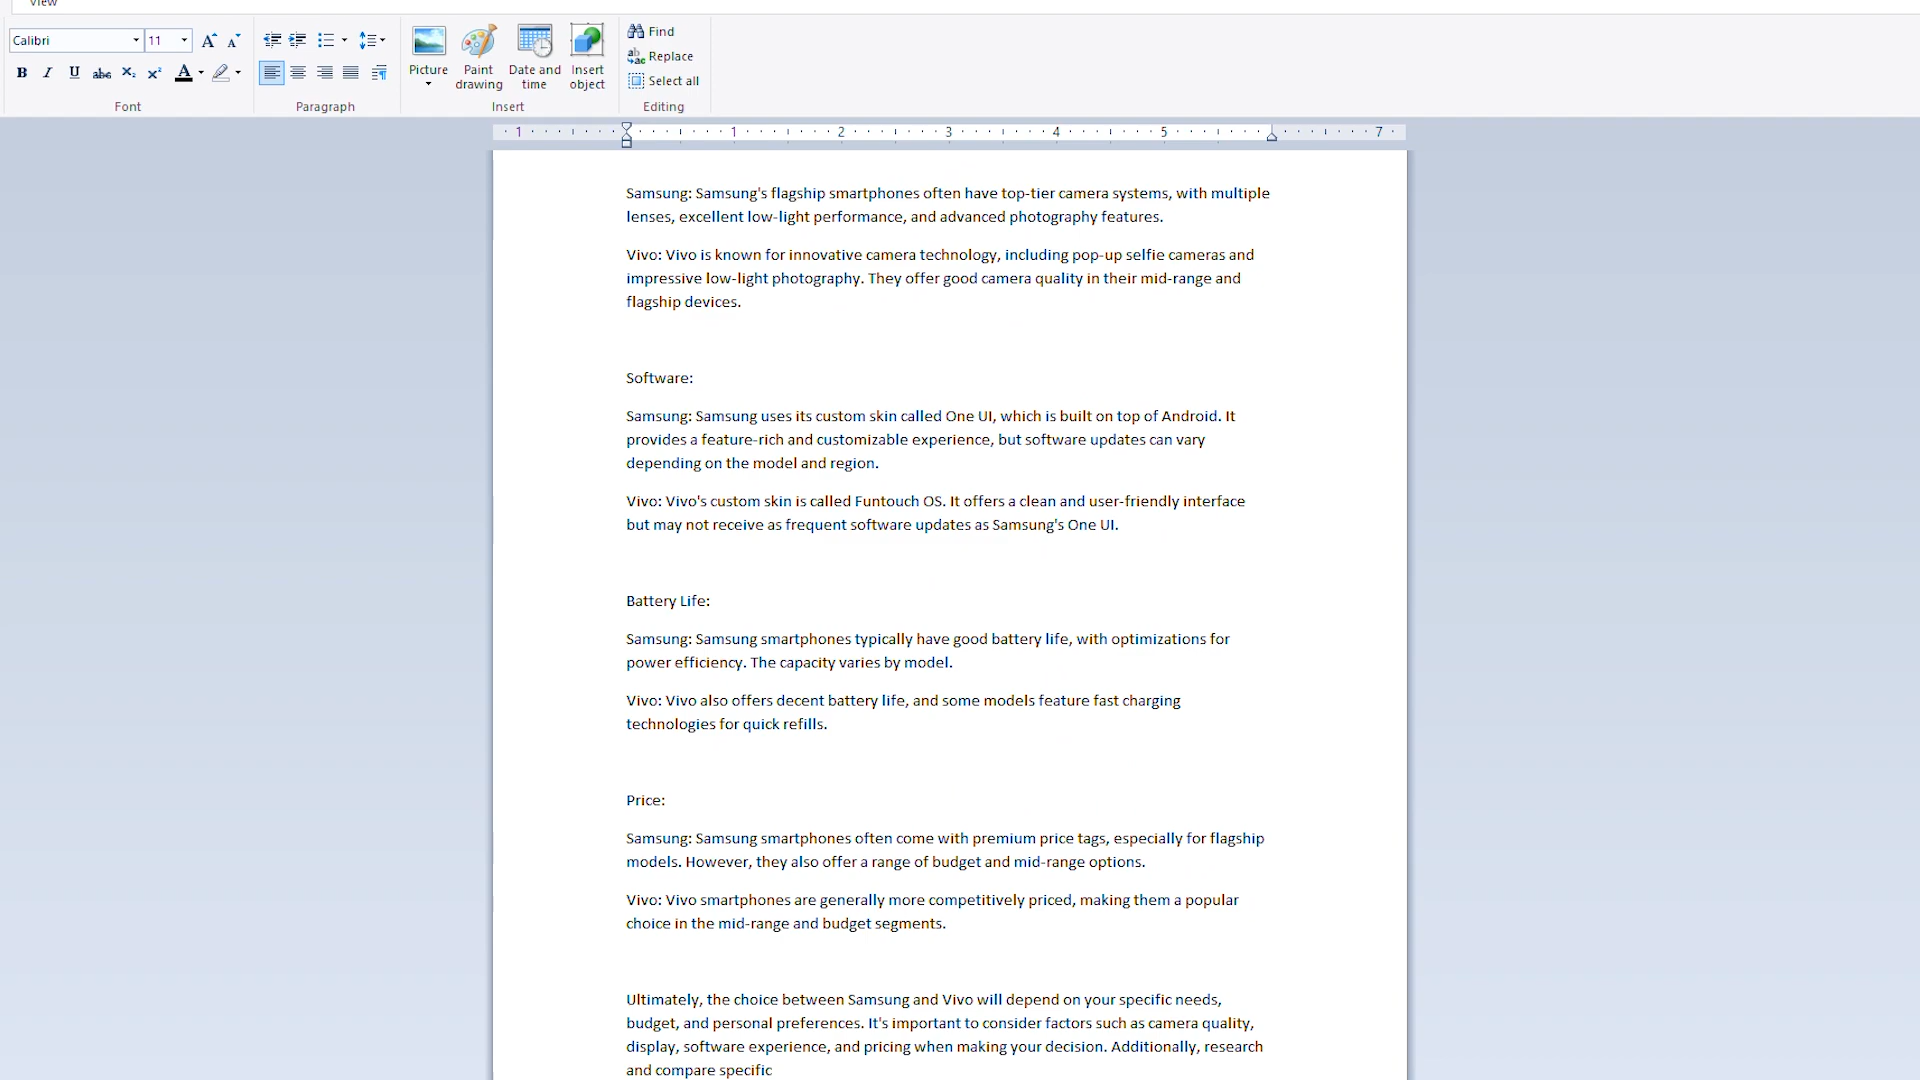 View
Calibri 11
Find
abc
ac Replace
Select all
B I U abc X₂ X² A
Picture Paint drawing Date and time Insert object
Font Paragraph Insert Editing
1 1 2 3 4 5 7
Samsung: Samsung's flagship smartphones often have top-tier camera systems, with multiple
lenses, excellent low-light performance, and advanced photography features.
Vivo: Vivo is known for innovative camera technology, including pop-up selfie cameras and
impressive low-light photography. They offer good camera quality in their mid-range and
flagship devices.
Software:
Samsung: Samsung uses its custom skin called One UI, which is built on top of Android. It
provides a feature-rich and customizable experience, but software updates can vary
depending on the model and region.
Vivo: Vivo's custom skin is called Funtouch OS. It offers a clean and user-friendly interface
but may not receive as frequent software updates as Samsung's One UI.
Battery Life:
Samsung: Samsung smartphones typically have good battery life, with optimizations for
power efficiency. The capacity varies by model.
Vivo: Vivo also offers decent battery life, and some models feature fast charging
technologies for quick refills.
Price:
Samsung: Samsung smartphones often come with premium price tags, especially for flagship
models. However, they also offer a range of budget and mid-range options.
Vivo: Vivo smartphones are generally more competitively priced, making them a popular
choice in the mid-range and budget segments.
Ultimately, the choice between Samsung and Vivo will depend on your specific needs,
budget, and personal preferences. It's important to consider factors such as camera quality,
display, software experience, and pricing when making your decision. Additionally, research
and compare specific